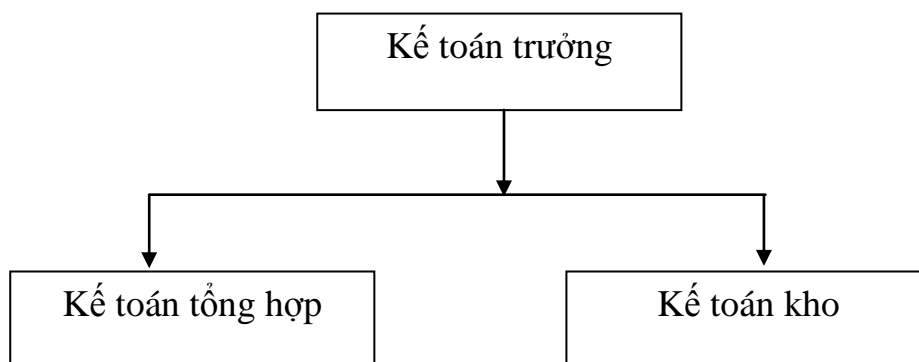 Kế toán trưởng
Kế toán tổng hợp
Kế toán kho